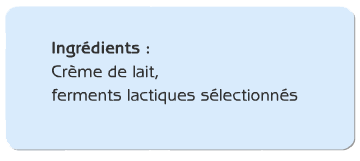 Ingrédients :
Crème de lait,
ferments lactiques sélectionnés